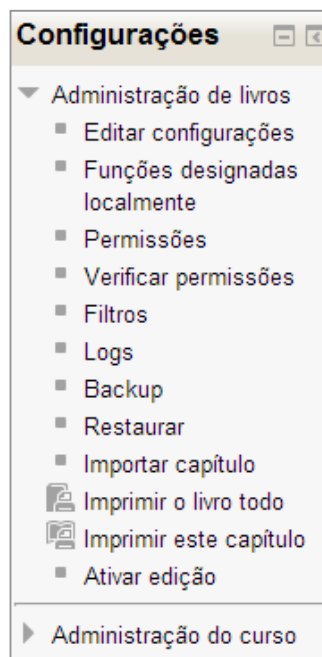 Configurações
Administração de livros
Editar configurações
Funções designadas
localmente
Permissões
Verificar permissões
Filtros
Logs
Backup
Restaurar
Importar capítulo
Imprimir o livro todo
Imprimir este capítulo
Ativar edição
Administração do curso